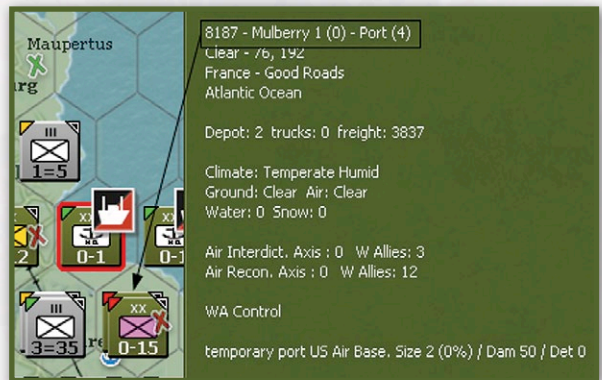 Maupertus
rg
III
1=5
XX
.2
0-1
0-1
III
3=35
re
XX
0-15
8187 - Mulberry 1 (0) - Port (4)
Clear - 76, 192
France - Good Roads
Atlantic Ocean
Depot: 2 trucks: 0 freight: 3837
Climate: Temperate Humid
Ground: Clear Air: Clear
Water: 0 Snow: 0
Air Interdict. Axis : 0 W Allies: 3
Air Recon. Axis : 0 W Allies: 12
WA Control
temporary port US Air Base. Size 2 (0%) / Dam 50 / Det 0